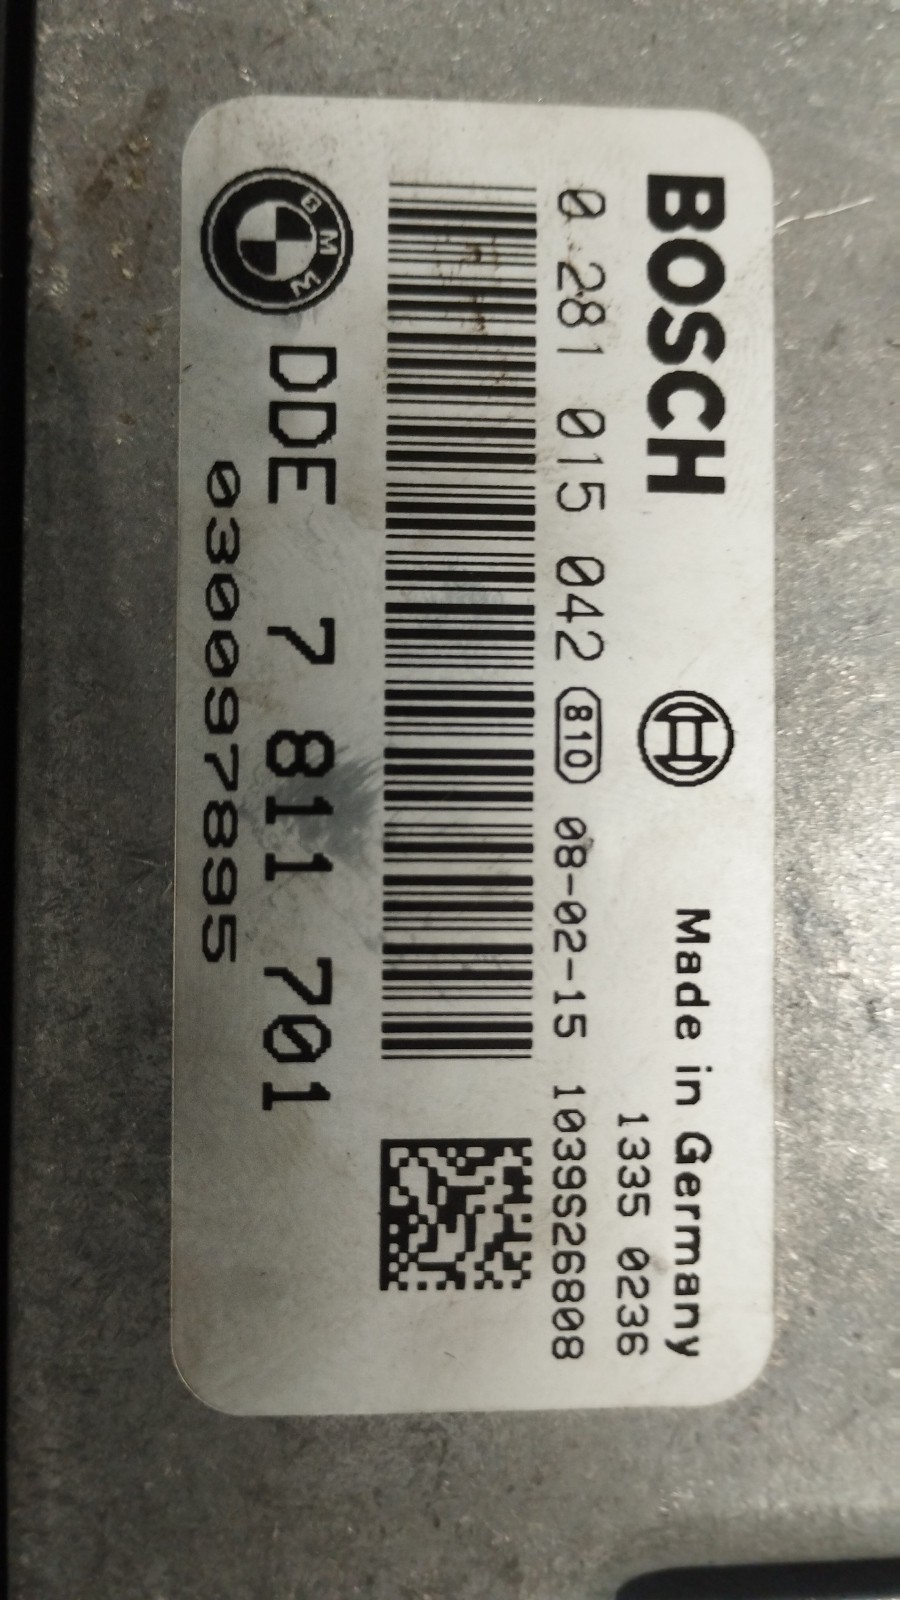 BOSCH Made in Germany
1335 0236
0 281 015 042 810 08-02-15 1039S26808
BMW
DDE 7 811 701
030097895